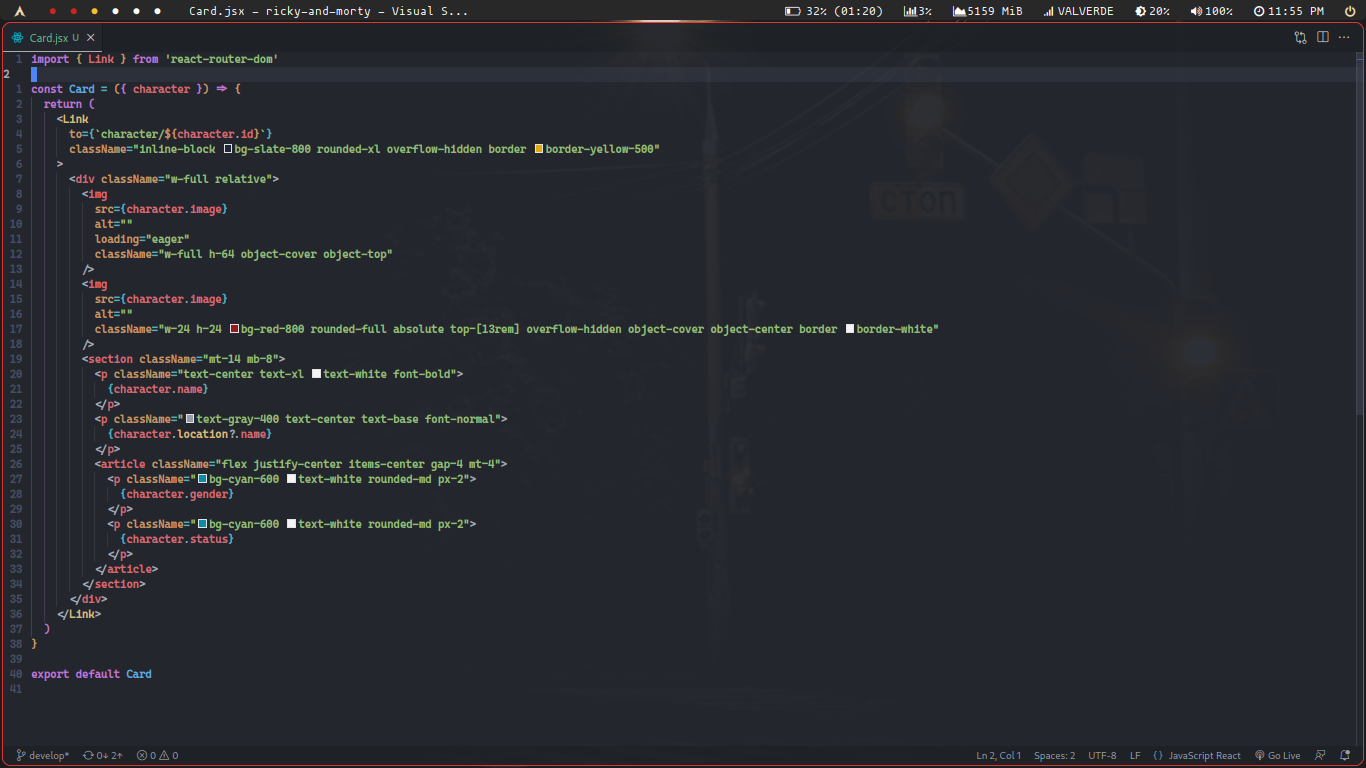 Card.jsx - ricky-and-morty - Visual S...
32% (01:20)
3%
5159 MiB
VALVERDE
20%
100%
11:55 PM
Card.jsx U
1 import { Link } from 'react-router-dom'
2
1 const Card = ({ character }) => {
2 return (
3 <Link
4 to={`character/${character.id}`}
5 className="inline-block bg-slate-800 rounded-xl overflow-hidden border border-yellow-500"
6 >
7 <div className="w-full relative">
8 <img
9 src={character.image}
10 alt=""
11 loading="eager"
12 className="w-full h-64 object-cover object-top"
13 />
14 <img
15 src={character.image}
16 alt=""
17 className="w-24 h-24 bg-red-800 rounded-full absolute top-[13rem] overflow-hidden object-cover object-center border border-white"
18 />
19 <section className="mt-14 mb-8">
20 <p className="text-center text-xl text-white font-bold">
21 {character.name}
22 </p>
23 <p className="text-gray-400 text-center text-base font-normal">
24 {character.location?.name}
25 </p>
26 <article className="flex justify-center items-center gap-4 mt-4">
27 <p className="bg-cyan-600 text-white rounded-md px-2">
28 {character.gender}
29 </p>
30 <p className="bg-cyan-600 text-white rounded-md px-2">
31 {character.status}
32 </p>
33 </article>
34 </section>
35 </div>
36 </Link>
37 )
38 }
39
40 export default Card
41
СТОП
develop*
0↓ 2↑
0 0
Ln 2, Col 1
Spaces: 2
UTF-8
LF
{} JavaScript React
Go Live